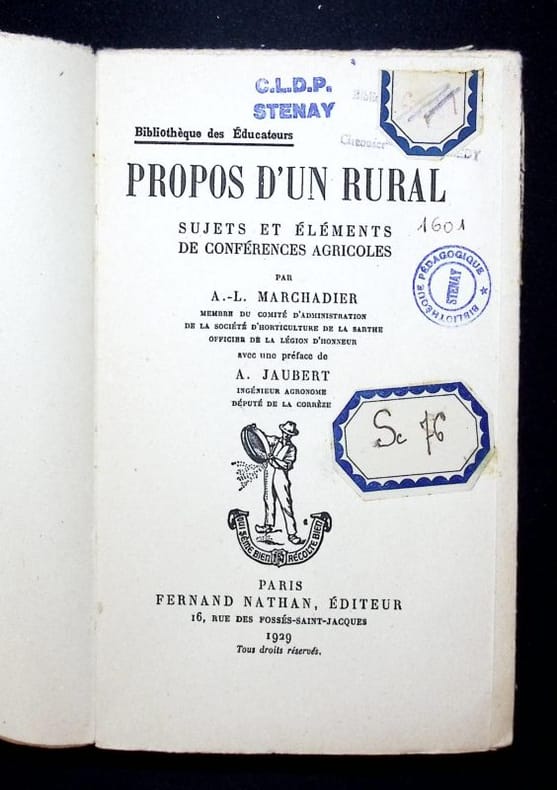 C.L.D.P.
STENAY
Bibliothèque des Éducateurs
PROPOS D'UN RURAL
SUJETS ET ÉLÉMENTS
DE CONFÉRENCES AGRICOLES
1601
PAR
A.-L. MARCHADIER
MEMBRE DU COMITÉ D'ADMINISTRATION
DE LA SOCIÉTÉ D'HORTICULTURE DE LA SARTHE
OFFICIER DE LA LÉGION D'HONNEUR
BIBLIOTHÈQUE PÉDAGOGIQUE
STENAY
avec une préface de
A. JAUBERT
INGÉNIEUR AGRONOME
DÉPUTÉ DE LA CORRÈZE
Sc 76
QUI SÈME BIEN FN RÉCOLTE BIEN
PARIS
FERNAND NATHAN, ÉDITEUR
16, RUE DES FOSSÉS-SAINT-JACQUES
1929
Tous droits réservés.